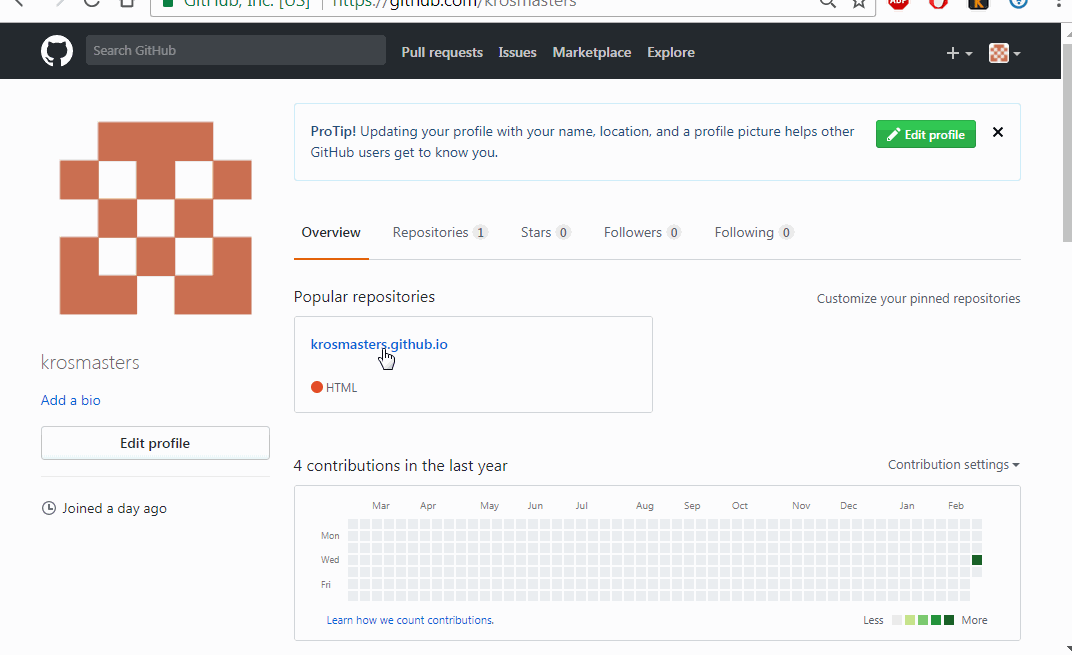 GitHub, Inc. [US] | https://github.com/krosmasters
ABP
K
Search GitHub
Pull requests Issues Marketplace Explore
ProTip! Updating your profile with your name, location, and a profile picture helps other
GitHub users get to know you.
Edit profile
Overview Repositories 1 Stars 0 Followers 0 Following 0
Popular repositories
Customize your pinned repositories
krosmasters.github.io
HTML
krosmasters
Add a bio
Edit profile
Joined a day ago
4 contributions in the last year
Contribution settings
Mar Apr May Jun Jul Aug Sep Oct Nov Dec Jan Feb
Mon
Wed
Fri
Learn how we count contributions.
Less More